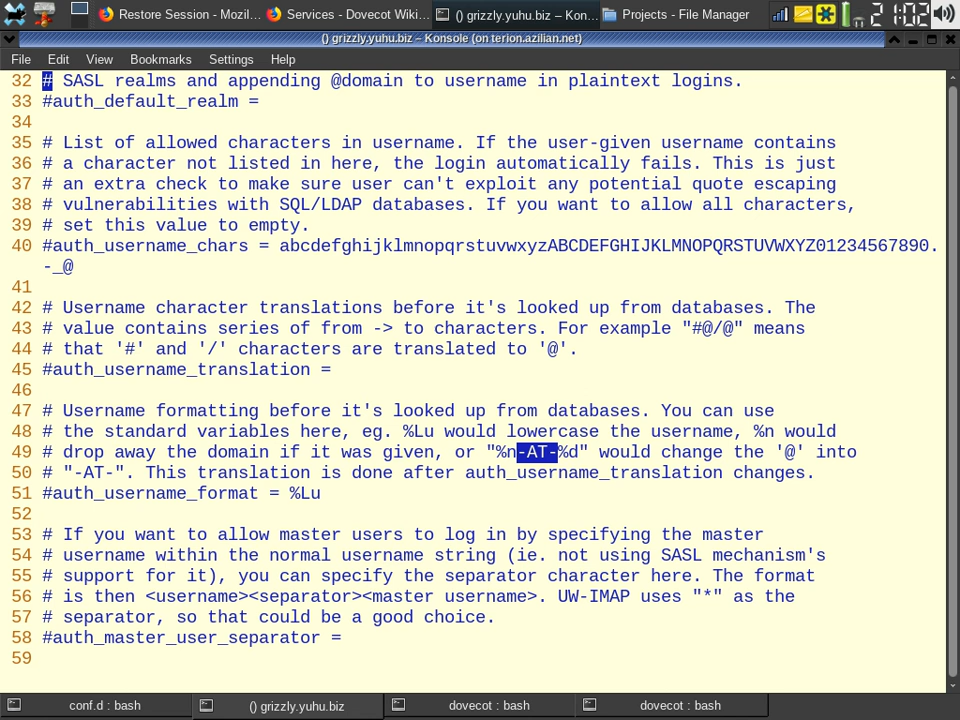 Restore Session - Mozil... Services - Dovecot Wiki... () grizzly.yuhu.biz – Kon... Projects - File Manager 2 1:02
() grizzly.yuhu.biz – Konsole (on terion.azilian.net)
File Edit View Bookmarks Settings Help
32 # SASL realms and appending @domain to username in plaintext logins.
33 #auth_default_realm =
34
35 # List of allowed characters in username. If the user-given username contains
36 # a character not listed in here, the login automatically fails. This is just
37 # an extra check to make sure user can't exploit any potential quote escaping
38 # vulnerabilities with SQL/LDAP databases. If you want to allow all characters,
39 # set this value to empty.
40 #auth_username_chars = abcdefghijklmnopqrstuvwxyzABCDEFGHIJKLMNOPQRSTUVWXYZ01234567890.
-_@
41
42 # Username character translations before it's looked up from databases. The
43 # value contains series of from -> to characters. For example "#@/@" means
44 # that '#' and '/' characters are translated to '@'.
45 #auth_username_translation =
46
47 # Username formatting before it's looked up from databases. You can use
48 # the standard variables here, eg. %Lu would lowercase the username, %n would
49 # drop away the domain if it was given, or "%n-AT-%d" would change the '@' into
50 # "-AT-". This translation is done after auth_username_translation changes.
51 #auth_username_format = %Lu
52
53 # If you want to allow master users to log in by specifying the master
54 # username within the normal username string (ie. not using SASL mechanism's
55 # support for it), you can specify the separator character here. The format
56 # is then <username><separator><master username>. UW-IMAP uses "*" as the
57 # separator, so that could be a good choice.
58 #auth_master_user_separator =
59
conf.d : bash () grizzly.yuhu.biz dovecot : bash dovecot : bash